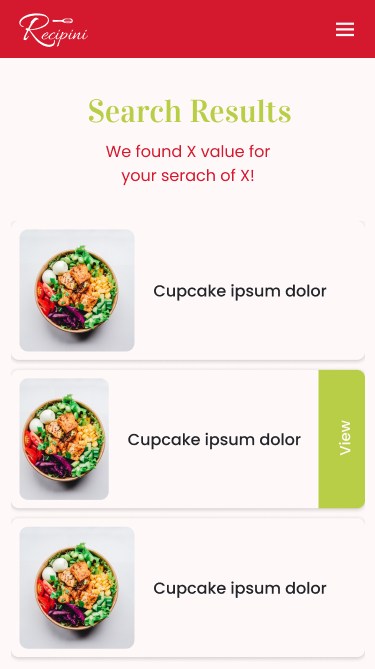 Recipini
Search Results
We found X value for
your serach of X!
Cupcake ipsum dolor
Cupcake ipsum dolor
View
Cupcake ipsum dolor